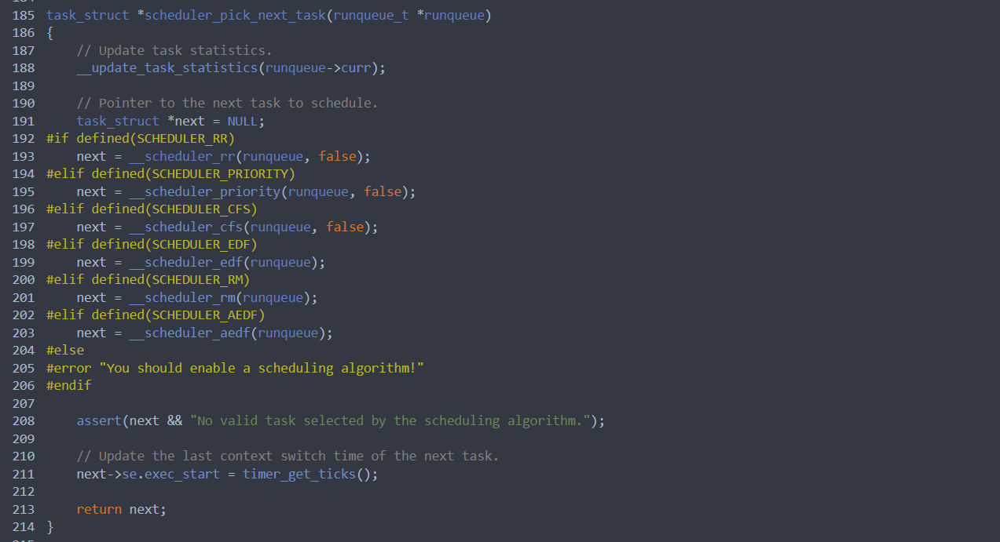 185 task_struct *scheduler_pick_next_task(runqueue_t *runqueue)
186 {
187     // Update task statistics.
188     __update_task_statistics(runqueue->curr);
189
190     // Pointer to the next task to schedule.
191     task_struct *next = NULL;
192 #if defined(SCHEDULER_RR)
193     next = __scheduler_rr(runqueue, false);
194 #elif defined(SCHEDULER_PRIORITY)
195     next = __scheduler_priority(runqueue, false);
196 #elif defined(SCHEDULER_CFS)
197     next = __scheduler_cfs(runqueue, false);
198 #elif defined(SCHEDULER_EDF)
199     next = __scheduler_edf(runqueue);
200 #elif defined(SCHEDULER_RM)
201     next = __scheduler_rm(runqueue);
202 #elif defined(SCHEDULER_AEDF)
203     next = __scheduler_aedf(runqueue);
204 #else
205 #error "You should enable a scheduling algorithm!"
206 #endif
207
208     assert(next && "No valid task selected by the scheduling algorithm.");
209
210     // Update the last context switch time of the next task.
211     next->se.exec_start = timer_get_ticks();
212
213     return next;
214 }